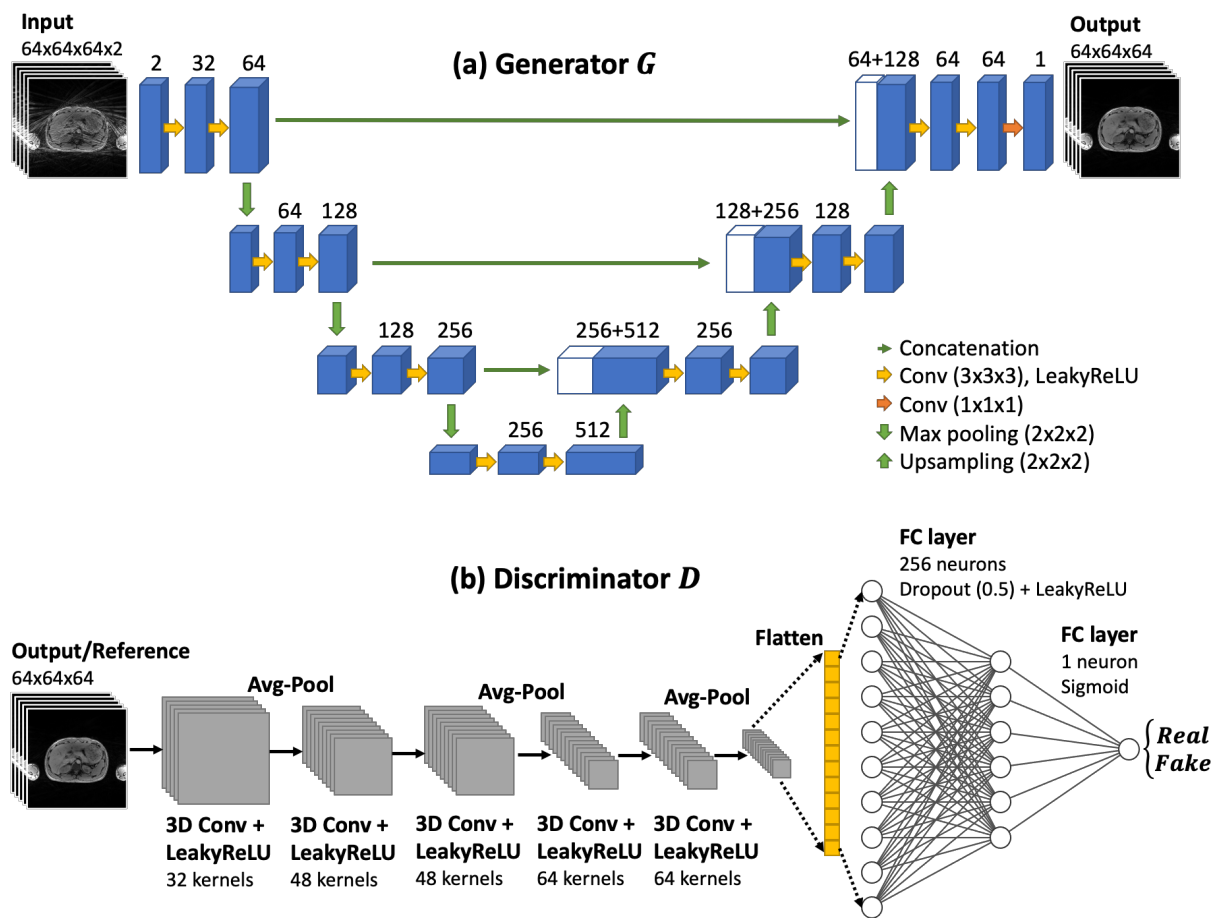 Input
64x64x64x2
2
32
64
(a) Generator G
64+128
64
64
1
Output
64x64x64
64
128
128+256
128
128
256
256+512
256
256
512
Concatenation
Conv (3x3x3), LeakyReLU
Conv (1x1x1)
Max pooling (2x2x2)
Upsampling (2x2x2)
(b) Discriminator D
FC layer
256 neurons
Dropout (0.5) + LeakyReLU
FC layer
1 neuron
Sigmoid
Output/Reference
64x64x64
Avg-Pool
Avg-Pool
Avg-Pool
Flatten
Real
Fake
3D Conv +
LeakyReLU
32 kernels
3D Conv +
LeakyReLU
48 kernels
3D Conv +
LeakyReLU
48 kernels
3D Conv +
LeakyReLU
64 kernels
3D Conv +
LeakyReLU
64 kernels